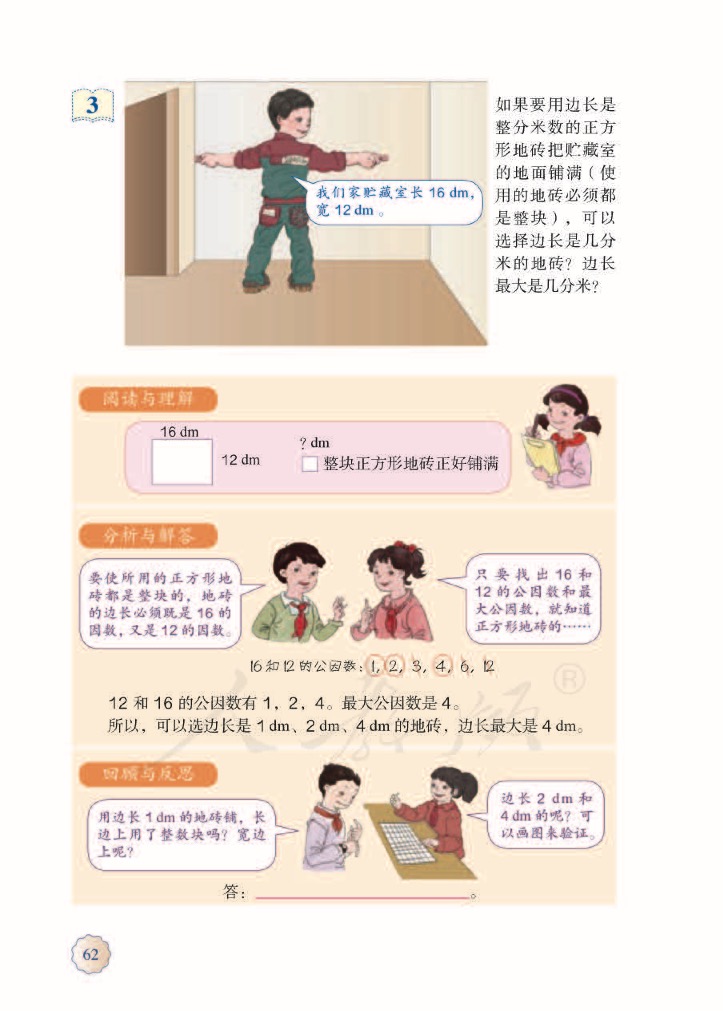 3
如果要用边长是
整分米数的正方
形地砖把贮藏室
的地面铺满（使
用的地砖必须都
是整块），可以
选择边长是几分
米的地砖？边长
最大是几分米？
我们家贮藏室长 16 dm，
宽 12 dm 。
阅读与理解
16 dm
12 dm
? dm
整块正方形地砖正好铺满
分析与解答
要使所用的正方形地
砖都是整块的，地砖
的边长必须既是 16 的
因数，又是 12 的因数。
只要找出 16 和
12 的公因数和最
大公因数，就知道
正方形地砖的……
16和12的公因数：1, 2, 3, 4, 6, 12
12 和 16 的公因数有 1，2，4。最大公因数是 4。
所以，可以选边长是 1 dm、2 dm、4 dm 的地砖，边长最大是 4 dm。
回顾与反思
用边长 1 dm 的地砖铺，长
边上用了整数块吗？宽边
上呢？
边长 2 dm 和
4 dm 的呢？可
以画图来验证。
答：。
62